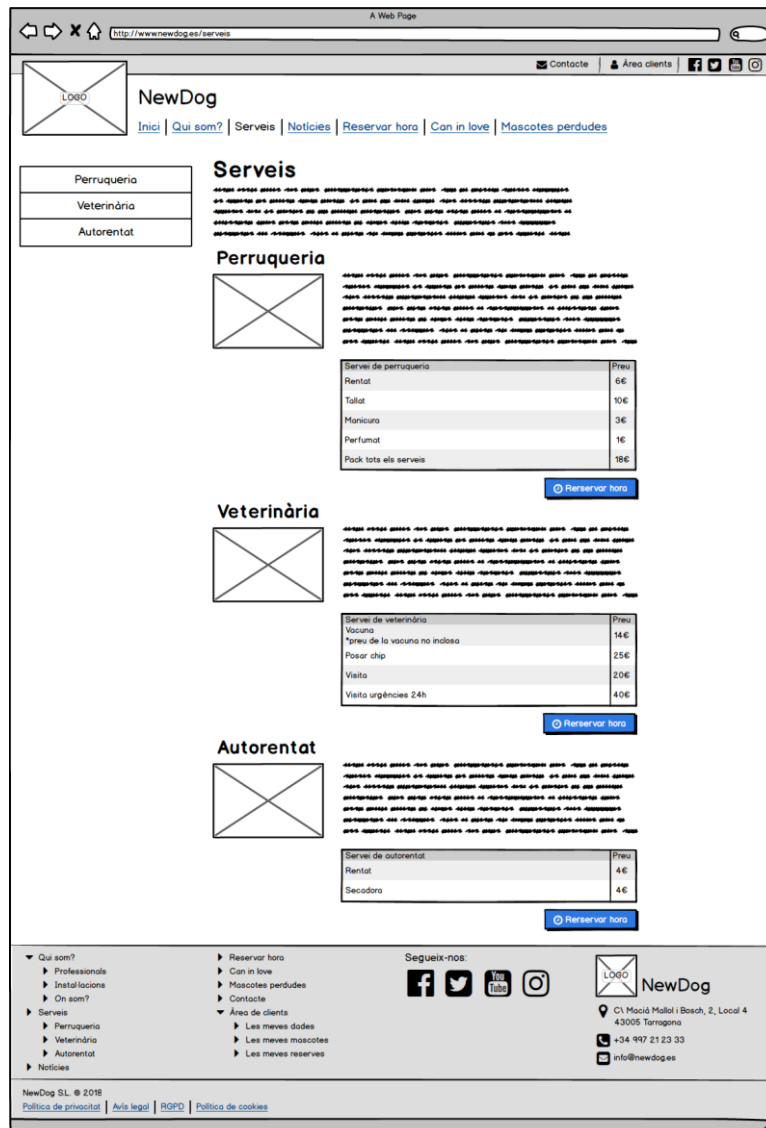 A Web Page
http://www.newdog.es/serveis
Contacte | Àrea clients
LOGO
NewDog
Inici | Qui som? | Serveis | Notícies | Reservar hora | Can in love | Mascotes perdudes
Perruqueria
Veterinària
Autorentat
Serveis
Perruqueria
Servei de perruqueria Preu
Rentat 6€
Tallat 10€
Manicura 3€
Perfumat 1€
Pack tots els serveis 18€
Rerservar hora
Veterinària
Servei de veterinària Preu
Vacuna 14€
*preu de la vacuna no inclosa
Posar chip 25€
Visita 20€
Visita urgències 24h 40€
Rerservar hora
Autorentat
Servei de autorentat Preu
Rentat 4€
Secadora 4€
Rerservar hora
Qui som?
Professionals
Instal·lacions
On som?
Serveis
Perruqueria
Veterinària
Autorentat
Notícies
Reservar hora
Can in love
Mascotes perdudes
Contacte
Àrea de clients
Les meves dades
Les meves mascotes
Les meves reserves
Segueix-nos:
You
Tube
LOGO
NewDog
C\ Macià Mallol i Bosch, 2, Local 4
43005 Tarragona
+34 997 21 23 33
info@newdog.es
NewDog S.L. © 2018
Política de privacitat | Avís legal | RGPD | Política de cookies